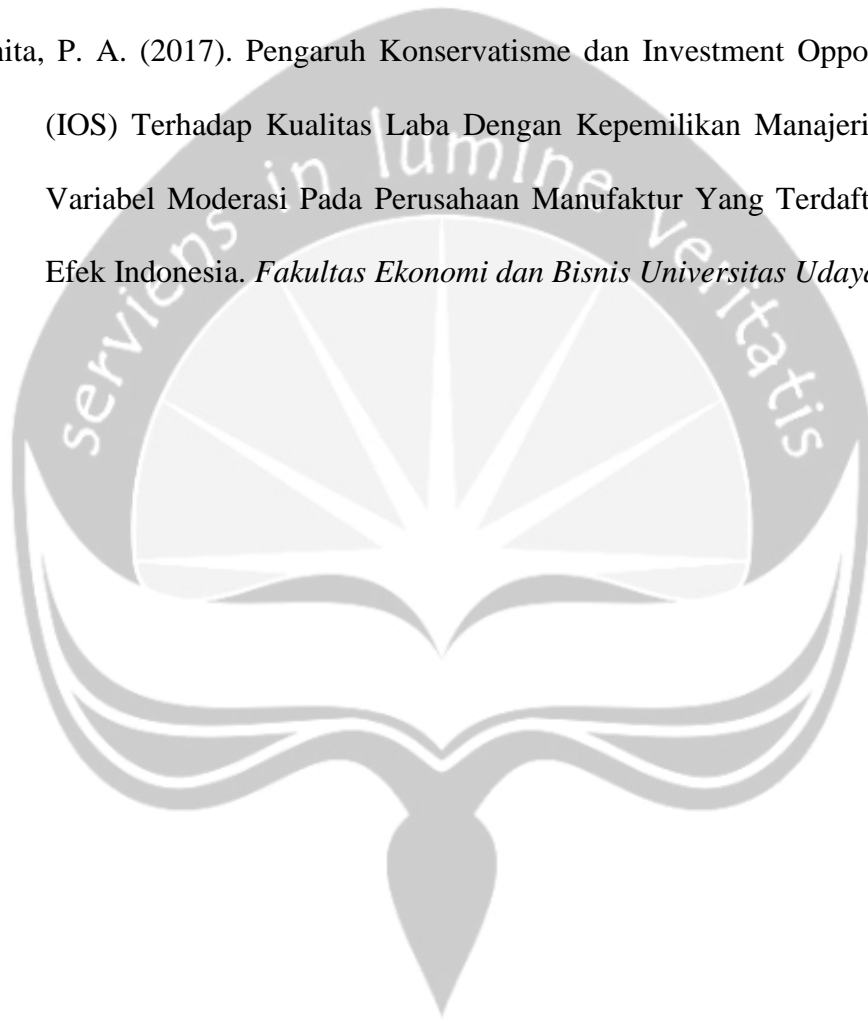 nita, P. A. (2017). Pengaruh Konservatisme dan Investment Oppo
(IOS) Terhadap Kualitas Laba Dengan Kepemilikan Manajeri
Variabel Moderasi Pada Perusahaan Manufaktur Yang Terdaft
Efek Indonesia. Fakultas Ekonomi dan Bisnis Universitas Uday
serviens in lumine veritatis